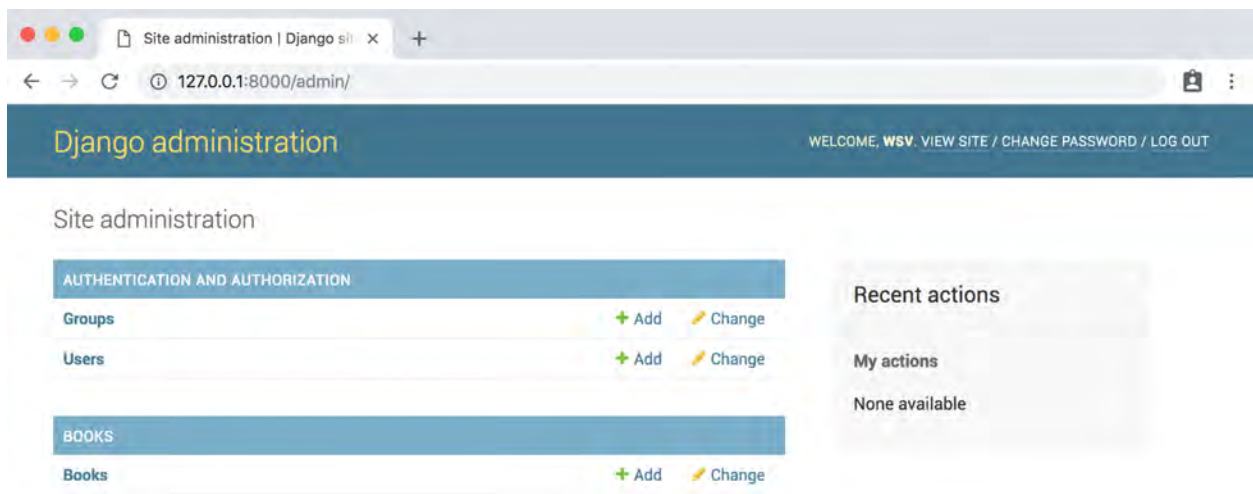 Site administration | Django si
127.0.0.1:8000/admin/
Django administration
WELCOME, WSV. VIEW SITE / CHANGE PASSWORD / LOG OUT
Site administration
AUTHENTICATION AND AUTHORIZATION
Groups + Add Change
Users + Add Change
BOOKS
Books + Add Change
Recent actions
My actions
None available